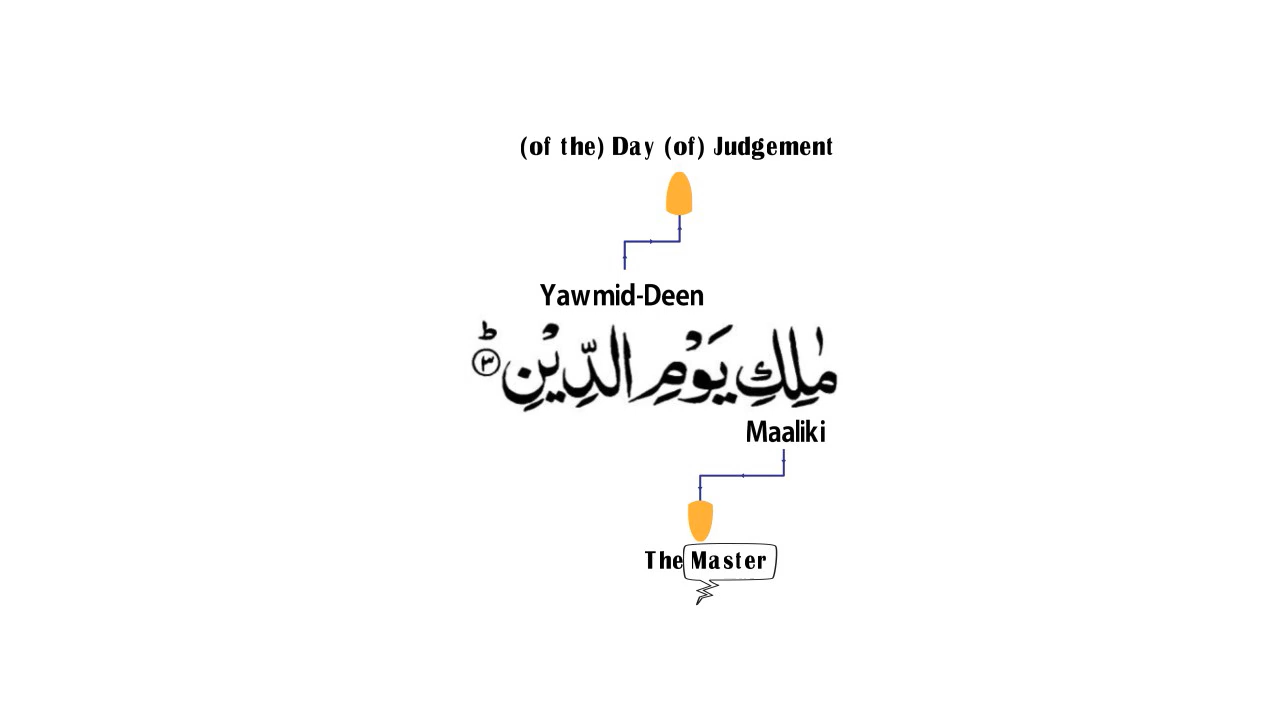 (of the) Day (of) Judgement
Yawmid-Deen
مٰلِكِ يَوْمِ الدِّيْنِ ؕ ۳
Maaliki
The Master